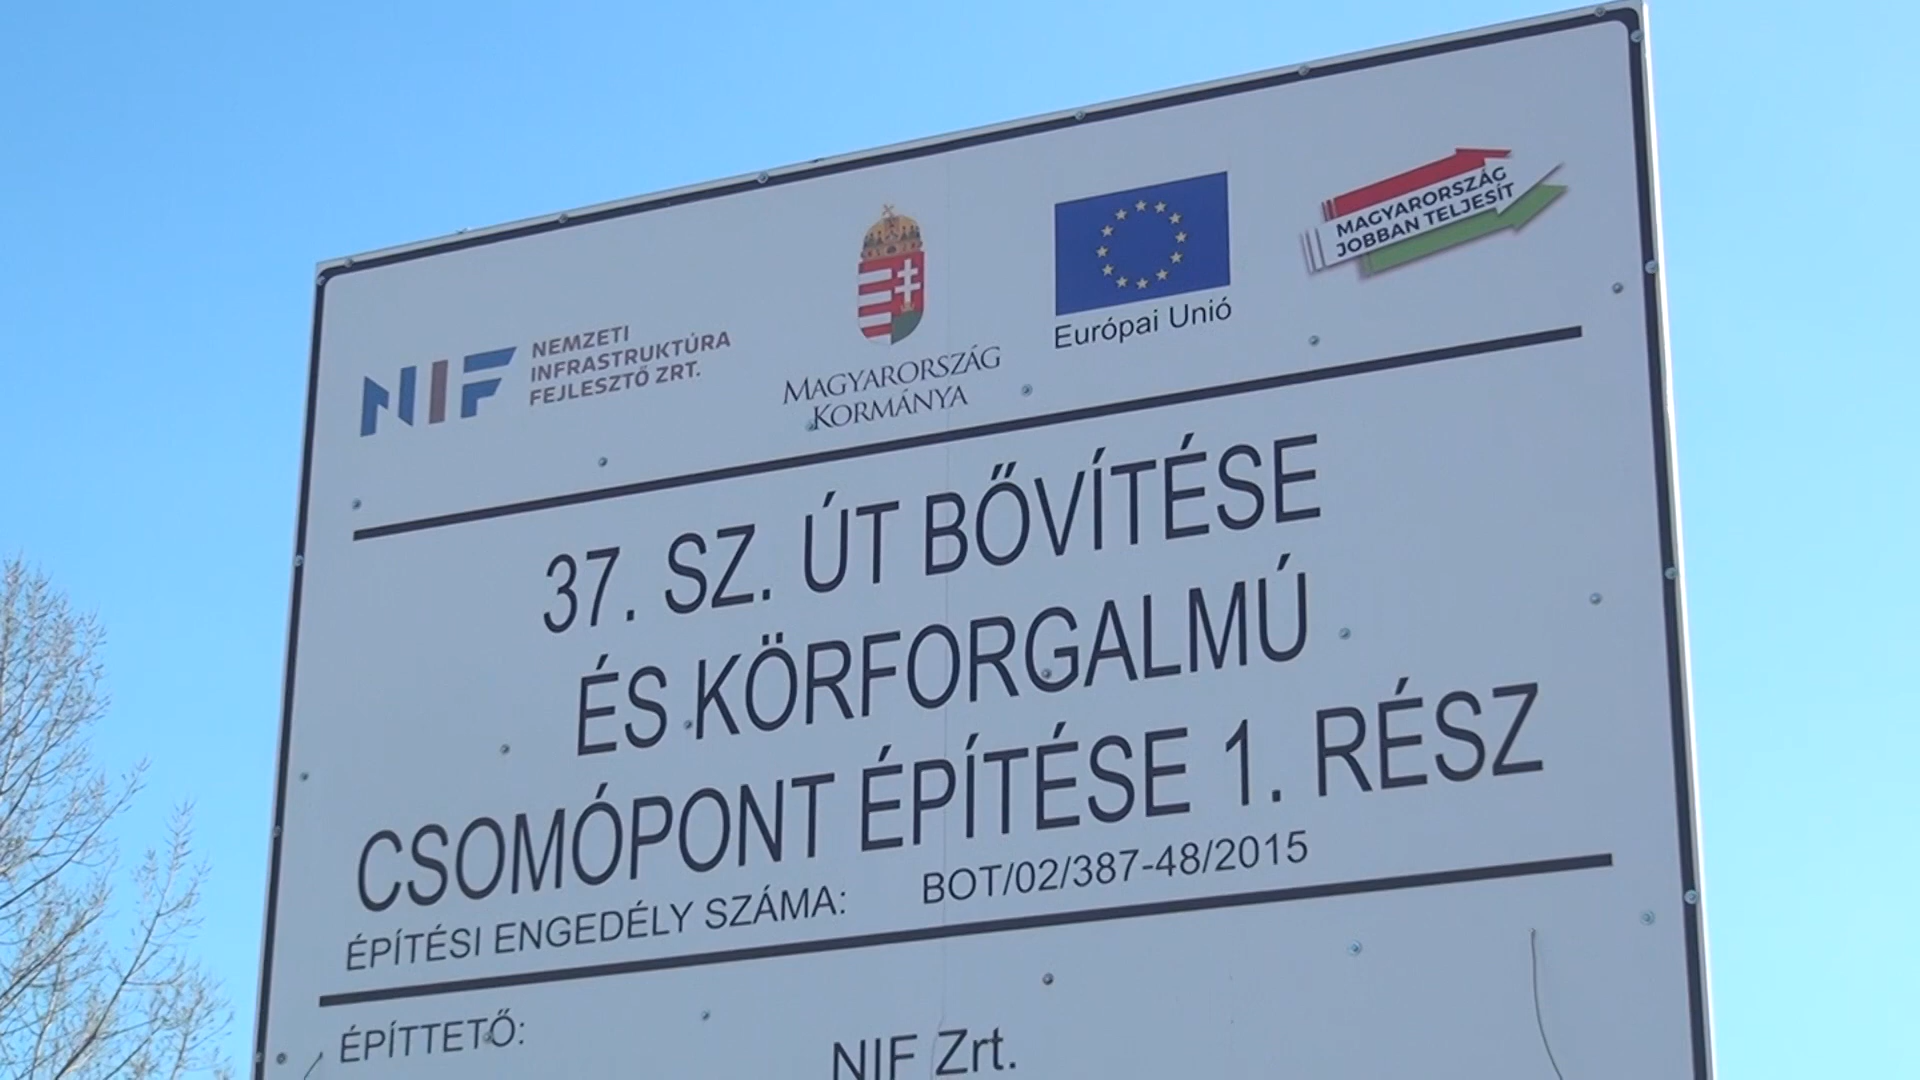 NIF NEMZETI
INFRASTRUKTÚRA
FEJLESZTŐ ZRT.
MAGYARORSZÁG
KORMÁNYA
Európai Unió
MAGYARORSZÁG
JOBBAN TELJESÍT
37. SZ. ÚT BŐVÍTÉSE
ÉS KÖRFORGALMÚ
CSOMÓPONT ÉPÍTÉSE 1. RÉSZ
ÉPÍTÉSI ENGEDÉLY SZÁMA: BOT/02/387-48/2015
ÉPÍTTETŐ: NIF Zrt.